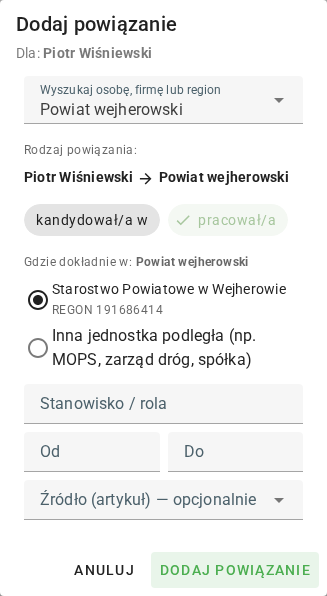 Dodaj powiązanie
Dla: Piotr Wiśniewski
Wyszukaj osobę, firmę lub region
Powiat wejherowski
Rodzaj powiązania:
Piotr Wiśniewski → Powiat wejherowski
kandydował/a w
pracował/a
Gdzie dokładnie w: Powiat wejherowski
Starostwo Powiatowe w Wejherowie
REGON 191686414
Inna jednostka podległa (np.
MOPS, zarząd dróg, spółka)
Stanowisko / rola
Od
Do
Źródło (artykuł) — opcjonalnie
ANULUJ
DODAJ POWIĄZANIE